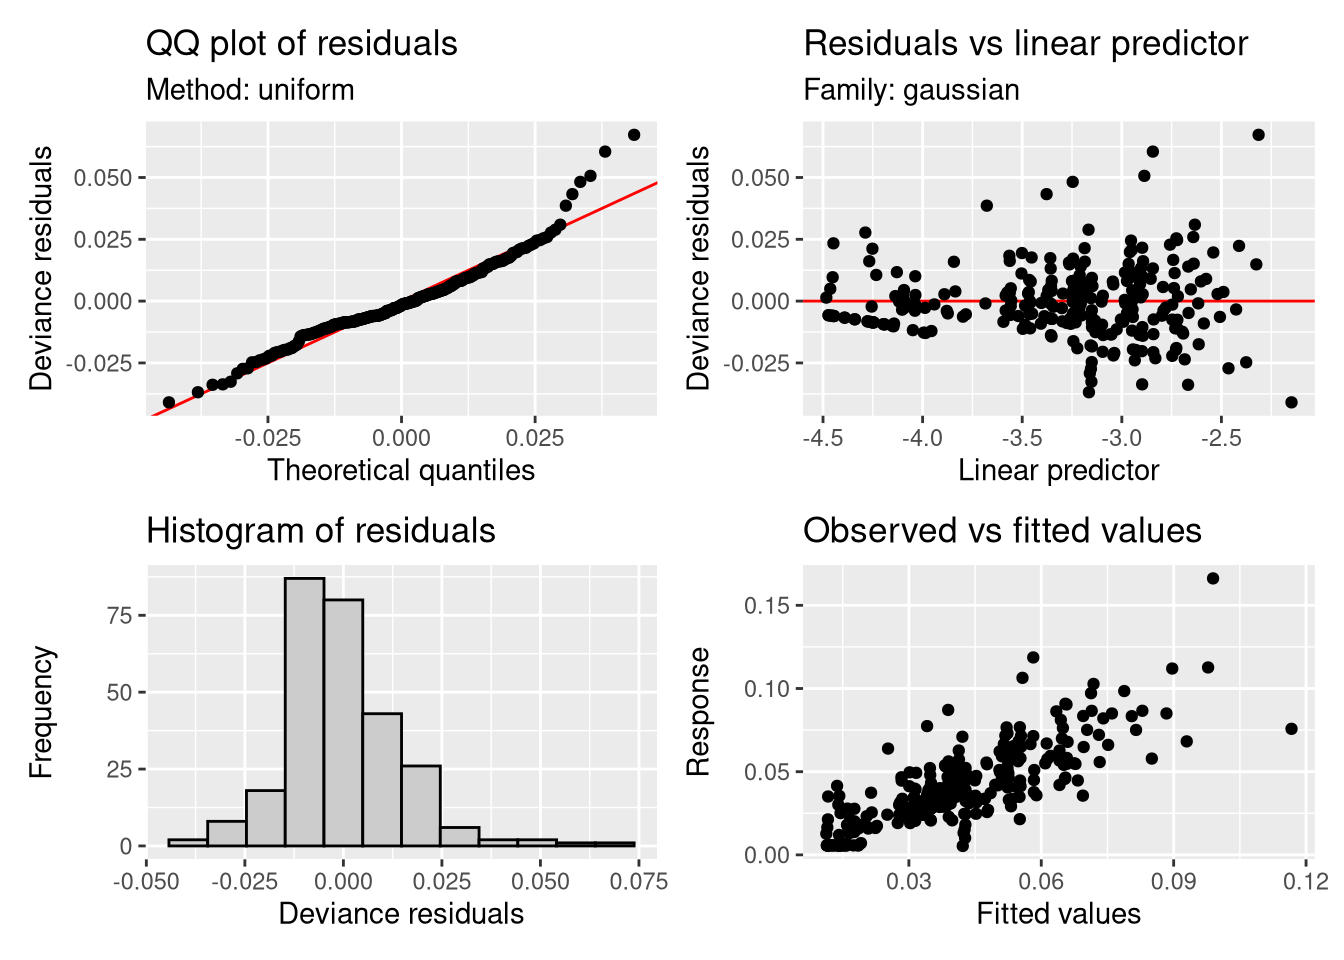 QQ plot of residuals
Method: uniform
Deviance residuals
0.050
0.025
0.000
-0.025
-0.025
0.000
0.025
Theoretical quantiles
Residuals vs linear predictor
Family: gaussian
Deviance residuals
0.050
0.025
0.000
-0.025
-4.5
-4.0
-3.5
-3.0
-2.5
Linear predictor
Histogram of residuals
Frequency
75
50
25
0
-0.050
-0.025
0.000
0.025
0.050
0.075
Deviance residuals
Observed vs fitted values
Response
0.15
0.10
0.05
0.00
0.03
0.06
0.09
0.12
Fitted values